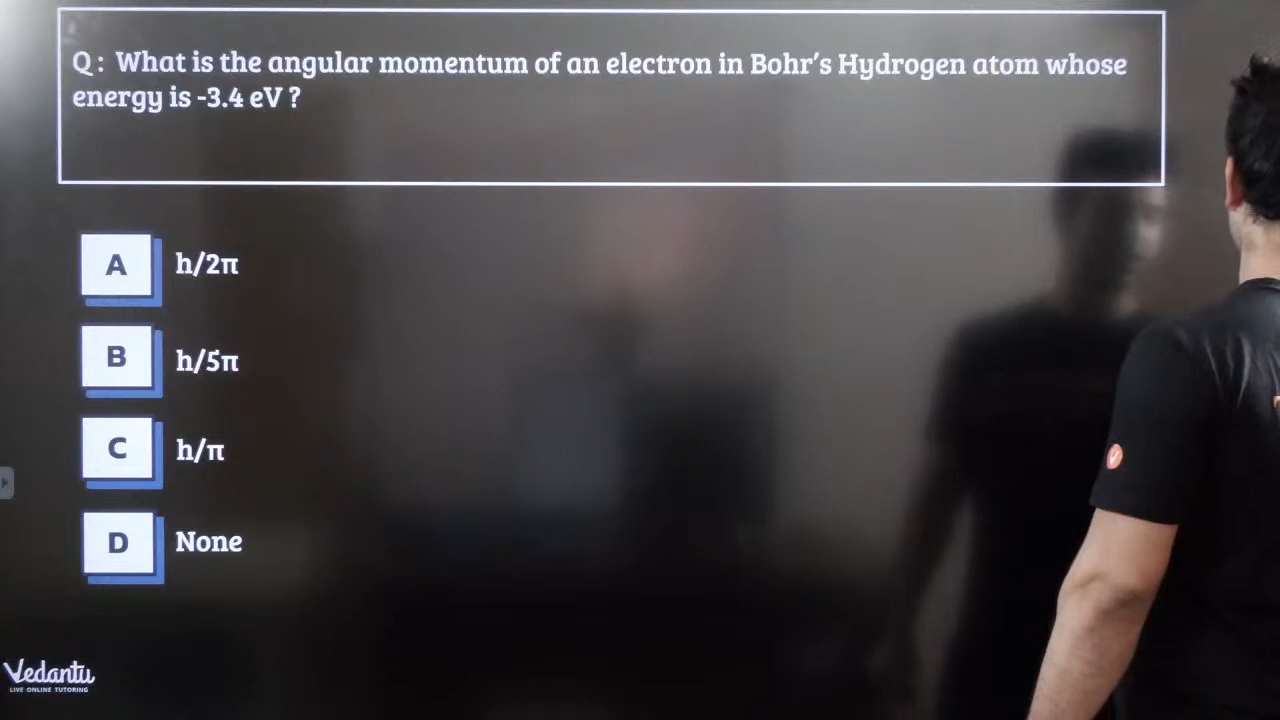 Q : What is the angular momentum of an electron in Bohr's Hydrogen atom whose
energy is -3.4 eV ?
A h/2π
B h/5π
C h/π
D None
Vedantu
LIVE ONLINE TUTORING